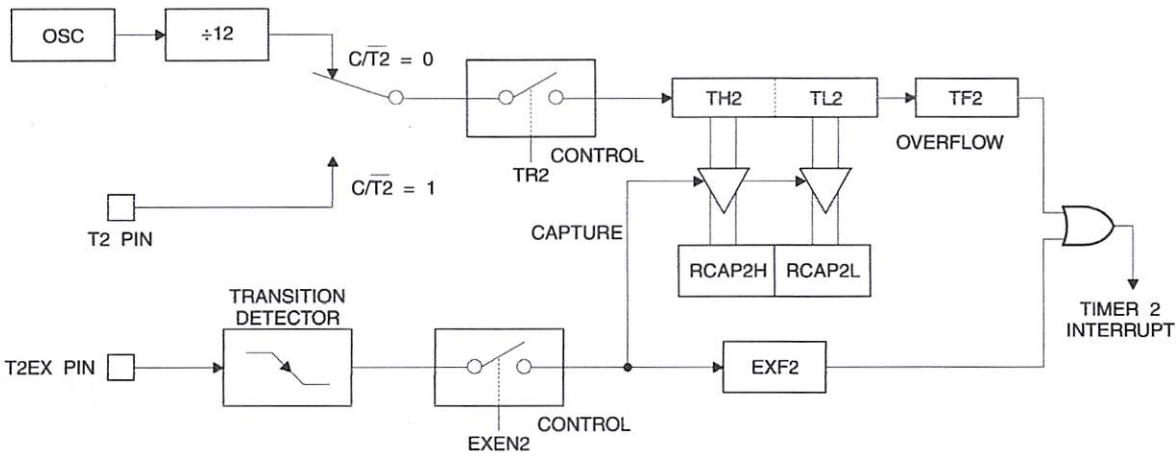 OSC
÷12
C/T2̅ = 0
TH2
TL2
TF2
OVERFLOW
CONTROL
TR2
C/T2̅ = 1
T2 PIN
CAPTURE
RCAP2H
RCAP2L
TRANSITION
DETECTOR
TIMER 2
INTERRUPT
T2EX PIN
EXF2
CONTROL
EXEN2